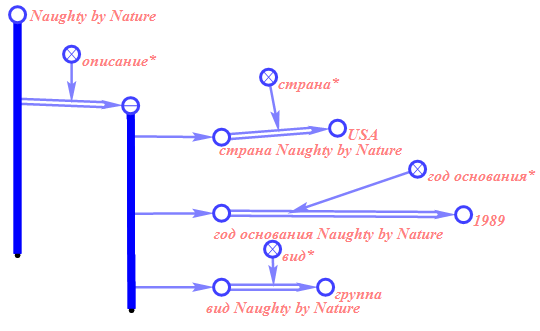 Naughty by Nature
описание*
страна*
USA
страна Naughty by Nature
год основания*
1989
год основания Naughty by Nature
вид*
группа
вид Naughty by Nature